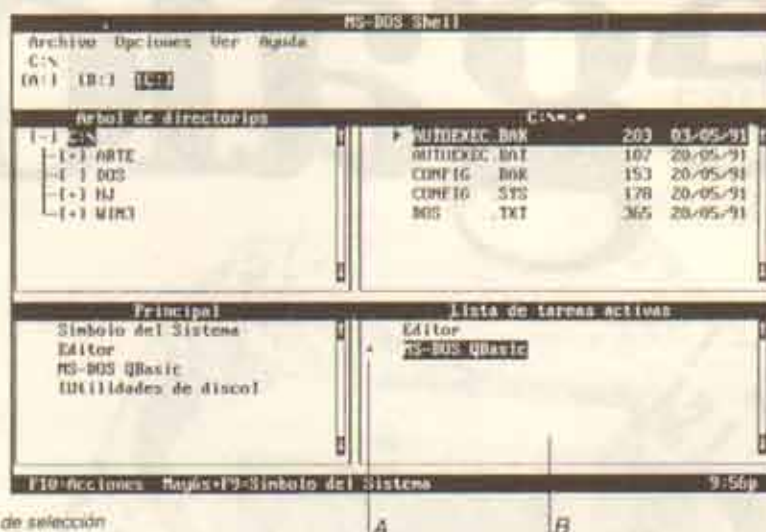 MS-DOS Shell
Archivo Opciones Ver Ayuda
C:\
[A:] [B:] [C:]
Arbol de directorios
C:\*.*
[-] C:\
[+] ARTE
[ ] DOS
[+] NJ
[+] WIN3
AUTOEXEC.BAK 203 03/05/91
AUTOEXEC.BAT 107 20/05/91
CONFIG .BAK 153 20/05/91
CONFIG .SYS 178 20/05/91
DOS .TXT 365 20/05/91
Principal
Símbolo del Sistema
Editor
MS-DOS QBasic
[Utilidades de disco]
Lista de tareas activas
Editor
MS-DOS QBasic
F10=Acciones Mayús+F9=Símbolo del Sistema 9:56p
de selección
A
B